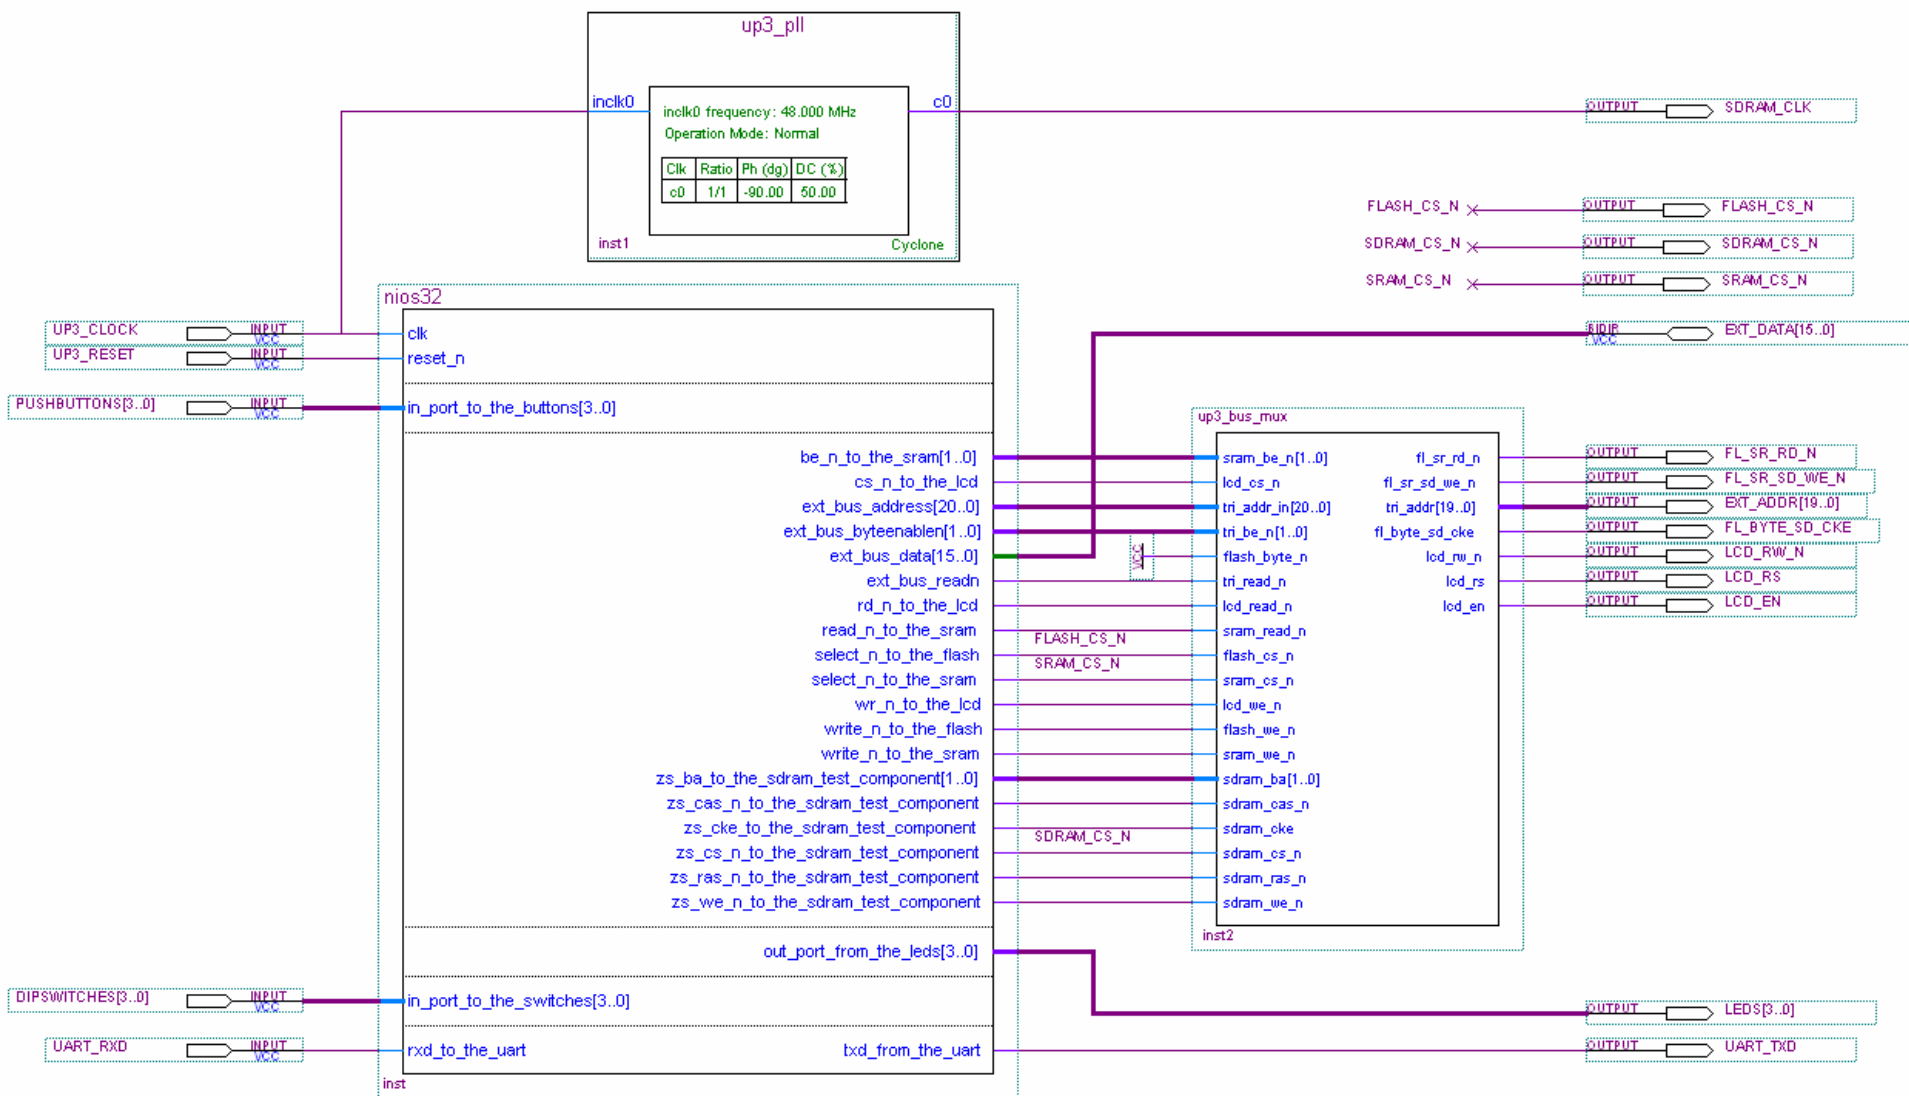 up3_pll
inclk0
c0
inclk0 frequency: 48.000 MHz
Operation Mode: Normal
Clk Ratio Ph (dg) DC (%)
c0 1/1 -90.00 50.00
inst1
Cyclone
OUTPUT SDRAM_CLK
FLASH_CS_N OUTPUT FLASH_CS_N
SDRAM_CS_N OUTPUT SDRAM_CS_N
SRAM_CS_N OUTPUT SRAM_CS_N
BIDIR VCC EXT_DATA[15..0]
nios32
UP3_CLOCK INPUT VCC clk
UP3_RESET INPUT VCC reset_n
PUSHBUTTONS[3..0] INPUT VCC in_port_to_the_buttons[3..0]
be_n_to_the_sram[1..0]
cs_n_to_the_lcd
ext_bus_address[20..0]
ext_bus_byteenablen[1..0]
ext_bus_data[15..0]
ext_bus_readn
rd_n_to_the_lcd
read_n_to_the_sram
select_n_to_the_flash
select_n_to_the_sram
wr_n_to_the_lcd
write_n_to_the_flash
write_n_to_the_sram
zs_ba_to_the_sdram_test_component[1..0]
zs_cas_n_to_the_sdram_test_component
zs_cke_to_the_sdram_test_component
zs_cs_n_to_the_sdram_test_component
zs_ras_n_to_the_sdram_test_component
zs_we_n_to_the_sdram_test_component
out_port_from_the_leds[3..0]
DIPSWITCHES[3..0] INPUT VCC in_port_to_the_switches[3..0]
UART_RXD INPUT VCC rxd_to_the_uart
txd_from_the_uart
inst
FLASH_CS_N
SRAM_CS_N
SDRAM_CS_N
VCC
up3_bus_mux
sram_be_n[1..0]
lcd_cs_n
tri_addr_in[20..0]
tri_be_n[1..0]
flash_byte_n
tri_read_n
lcd_read_n
sram_read_n
flash_cs_n
sram_cs_n
lcd_we_n
flash_we_n
sram_we_n
sdram_ba[1..0]
sdram_cas_n
sdram_cke
sdram_cs_n
sdram_ras_n
sdram_we_n
inst2
fl_sr_rd_n OUTPUT FL_SR_RD_N
fl_sr_sd_we_n OUTPUT FL_SR_SD_WE_N
tri_addr[19..0] OUTPUT EXT_ADDR[19..0]
fl_byte_sd_cke OUTPUT FL_BYTE_SD_CKE
lcd_rw_n OUTPUT LCD_RW_N
lcd_rs OUTPUT LCD_RS
lcd_en OUTPUT LCD_EN
OUTPUT LEDS[3..0]
OUTPUT UART_TXD